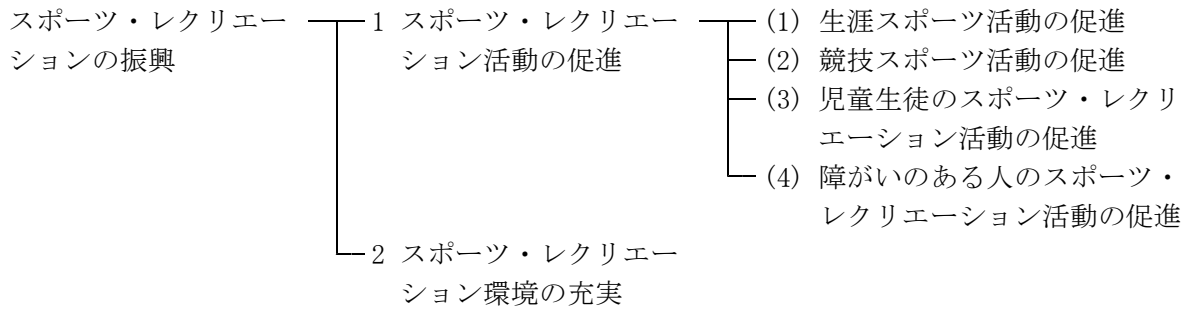 スポーツ・レクリエー
ションの振興
1 スポーツ・レクリエー
ション活動の促進
(1) 生涯スポーツ活動の促進
(2) 競技スポーツ活動の促進
(3) 児童生徒のスポーツ・レクリ
エーション活動の促進
(4) 障がいのある人のスポーツ・
レクリエーション活動の促進
2 スポーツ・レクリエー
ション環境の充実